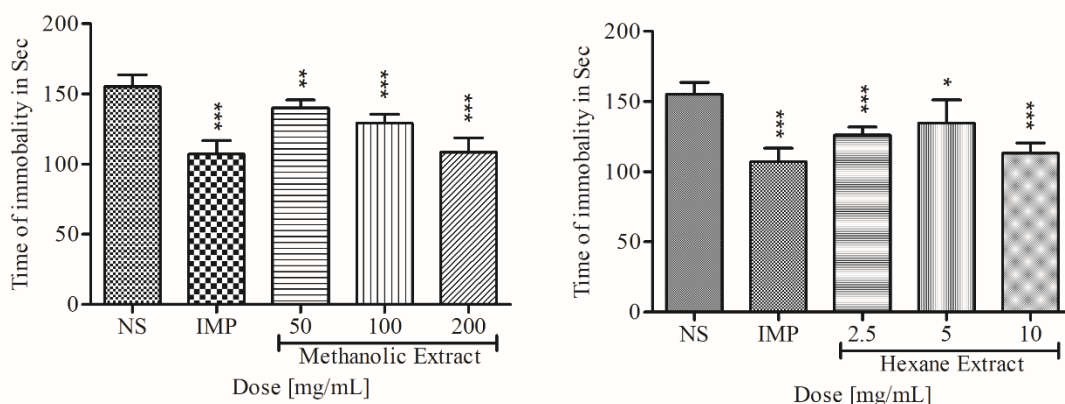 Time of immobality in Sec
200
150
100
50
0
***
**
***
***
NS IMP 50 100 200
Methanolic Extract
Dose [mg/mL]
Time of immobality in Sec
200
150
100
50
0
***
***
*
***
NS IMP 2.5 5 10
Hexane Extract
Dose [mg/mL]